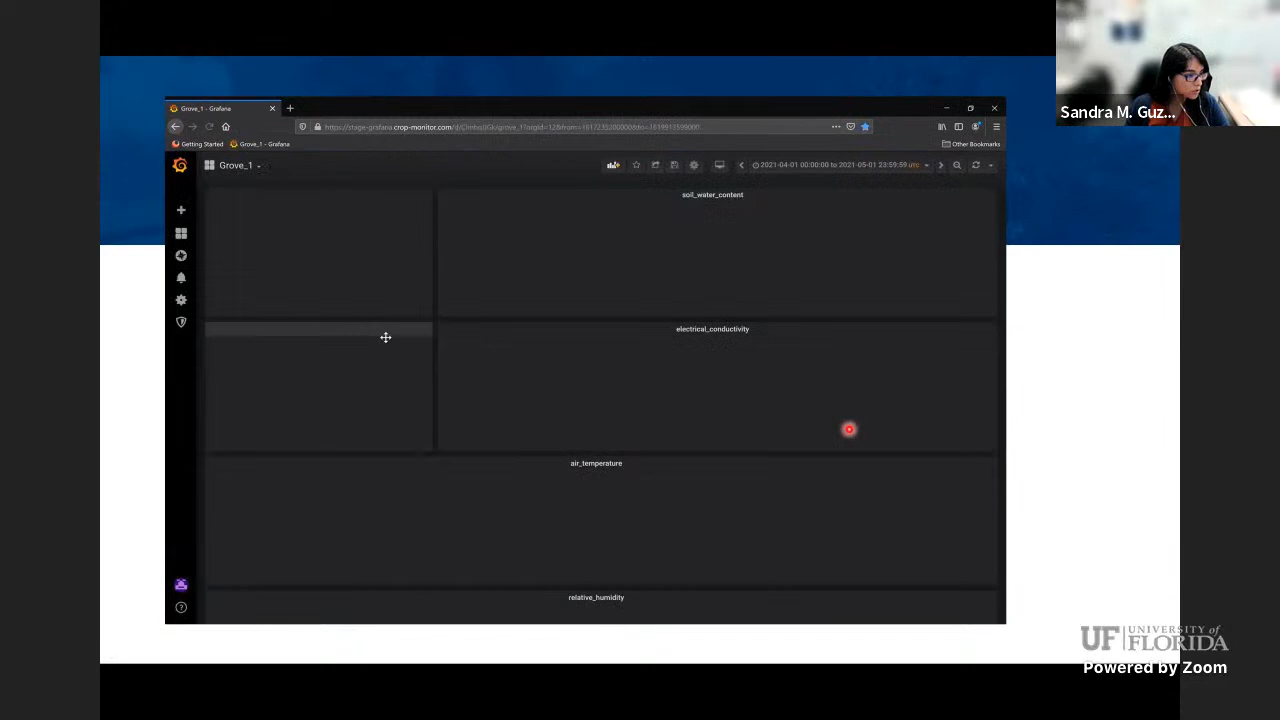 Sandra M. Guz...
Grove_1 - Grafana
Getting Started
Grove_1 - Grafana
Other Bookmarks
Grove_1
2021-04-01 00:00:00 to 2021-05-01 23:59:59 UTC
soil_water_content
electrical_conductivity
air_temperature
relative_humidity
UF UNIVERSITY of
FLORIDA
Powered by Zoom